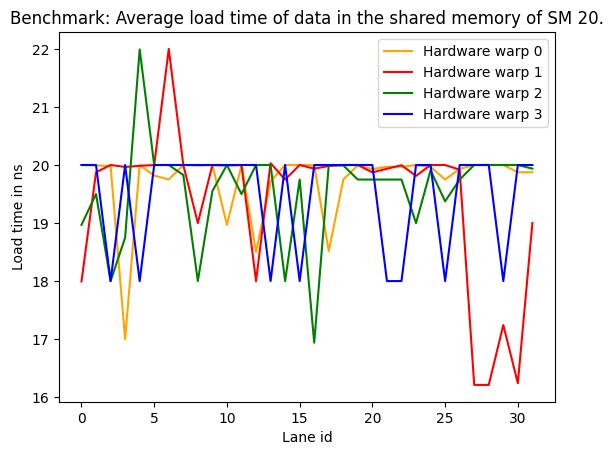 Benchmark: Average load time of data in the shared memory of SM 20.
Hardware warp 0
Hardware warp 1
Hardware warp 2
Hardware warp 3
Load time in ns
22
21
20
19
18
17
16
0 5 10 15 20 25 30
Lane id